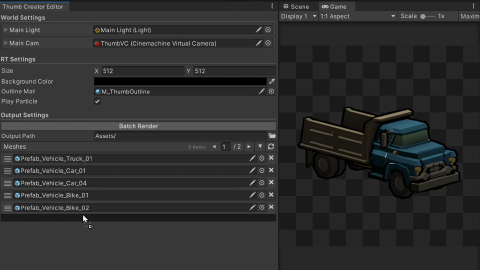 Thumb Creator Editor
World Settings
Main Light
Main Light (Light)
Main Cam
ThumbVC (Cinemachine Virtual Camera)
RT Settings
Size X 512 Y 512
Background Color
Outline Mat
M_ThumbOutline
Play Particle
Output Settings
Batch Render
Output Path
Assets/
Meshes
9 items
1 / 2
Prefab_Vehicle_Truck_01
Prefab_Vehicle_Car_01
Prefab_Vehicle_Car_04
Prefab_Vehicle_Bike_01
Prefab_Vehicle_Bike_02
Scene Game
Display 1 1:1 Aspect Scale 1x Maxim